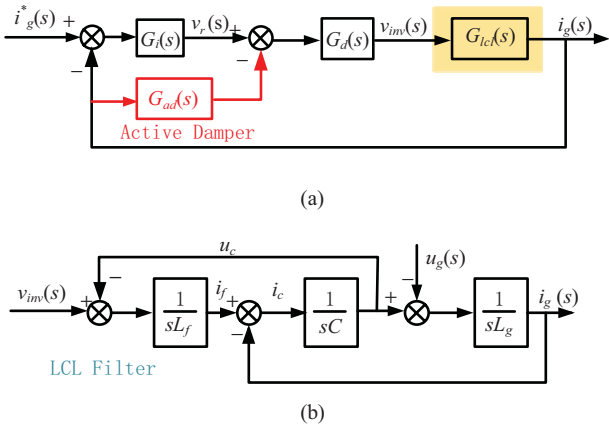 i*g(s) + Gi(s) vr(s) + Gd(s) vinv(s) Glcl(s) ig(s)
− −
Gad(s)
Active Damper
(a)
uc
− − ug(s)
vinv(s) + 1/sLf if + ic 1/sC + 1/sLg ig (s)
−
LCL Filter
(b)